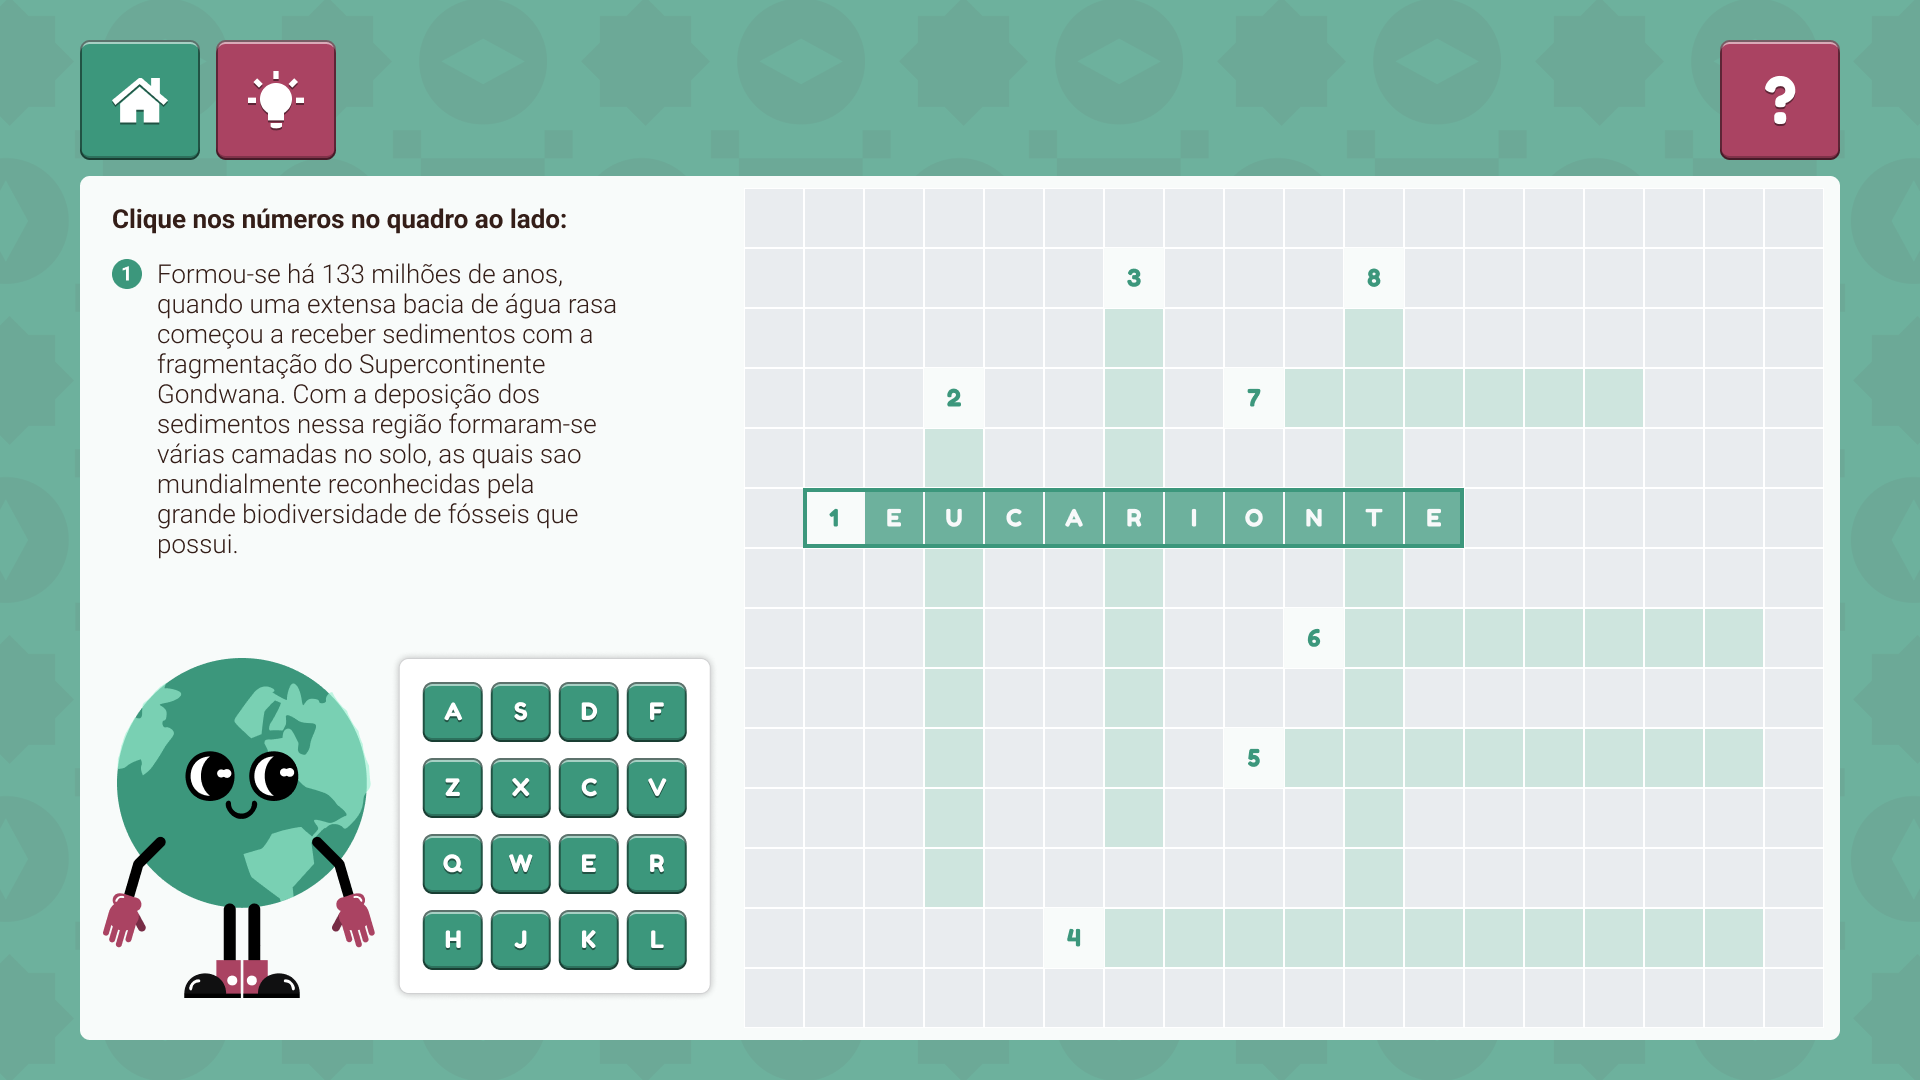 ?
Clique nos números no quadro ao lado:
1 Formou-se há 133 milhões de anos,
quando uma extensa bacia de água rasa
começou a receber sedimentos com a
fragmentação do Supercontinente
Gondwana. Com a deposição dos
sedimentos nessa região formaram-se
várias camadas no solo, as quais sao
mundialmente reconhecidas pela
grande biodiversidade de fósseis que
possui.
A S D F
Z X C V
Q W E R
H J K L
3 8
2 7
1 E U C A R I O N T E
6
5
4